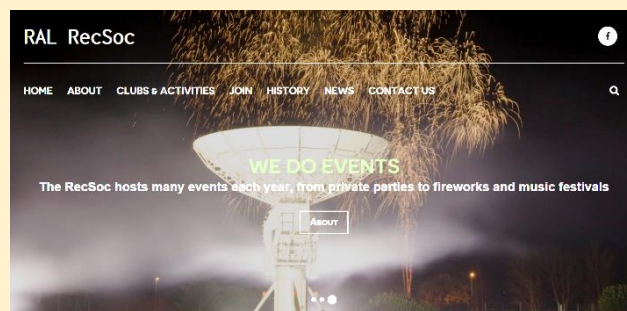 RAL RecSoc
f
HOME ABOUT CLUBS & ACTIVITIES JOIN HISTORY NEWS CONTACT US
WE DO EVENTS
The RecSoc hosts many events each year, from private parties to fireworks and music festivals
About